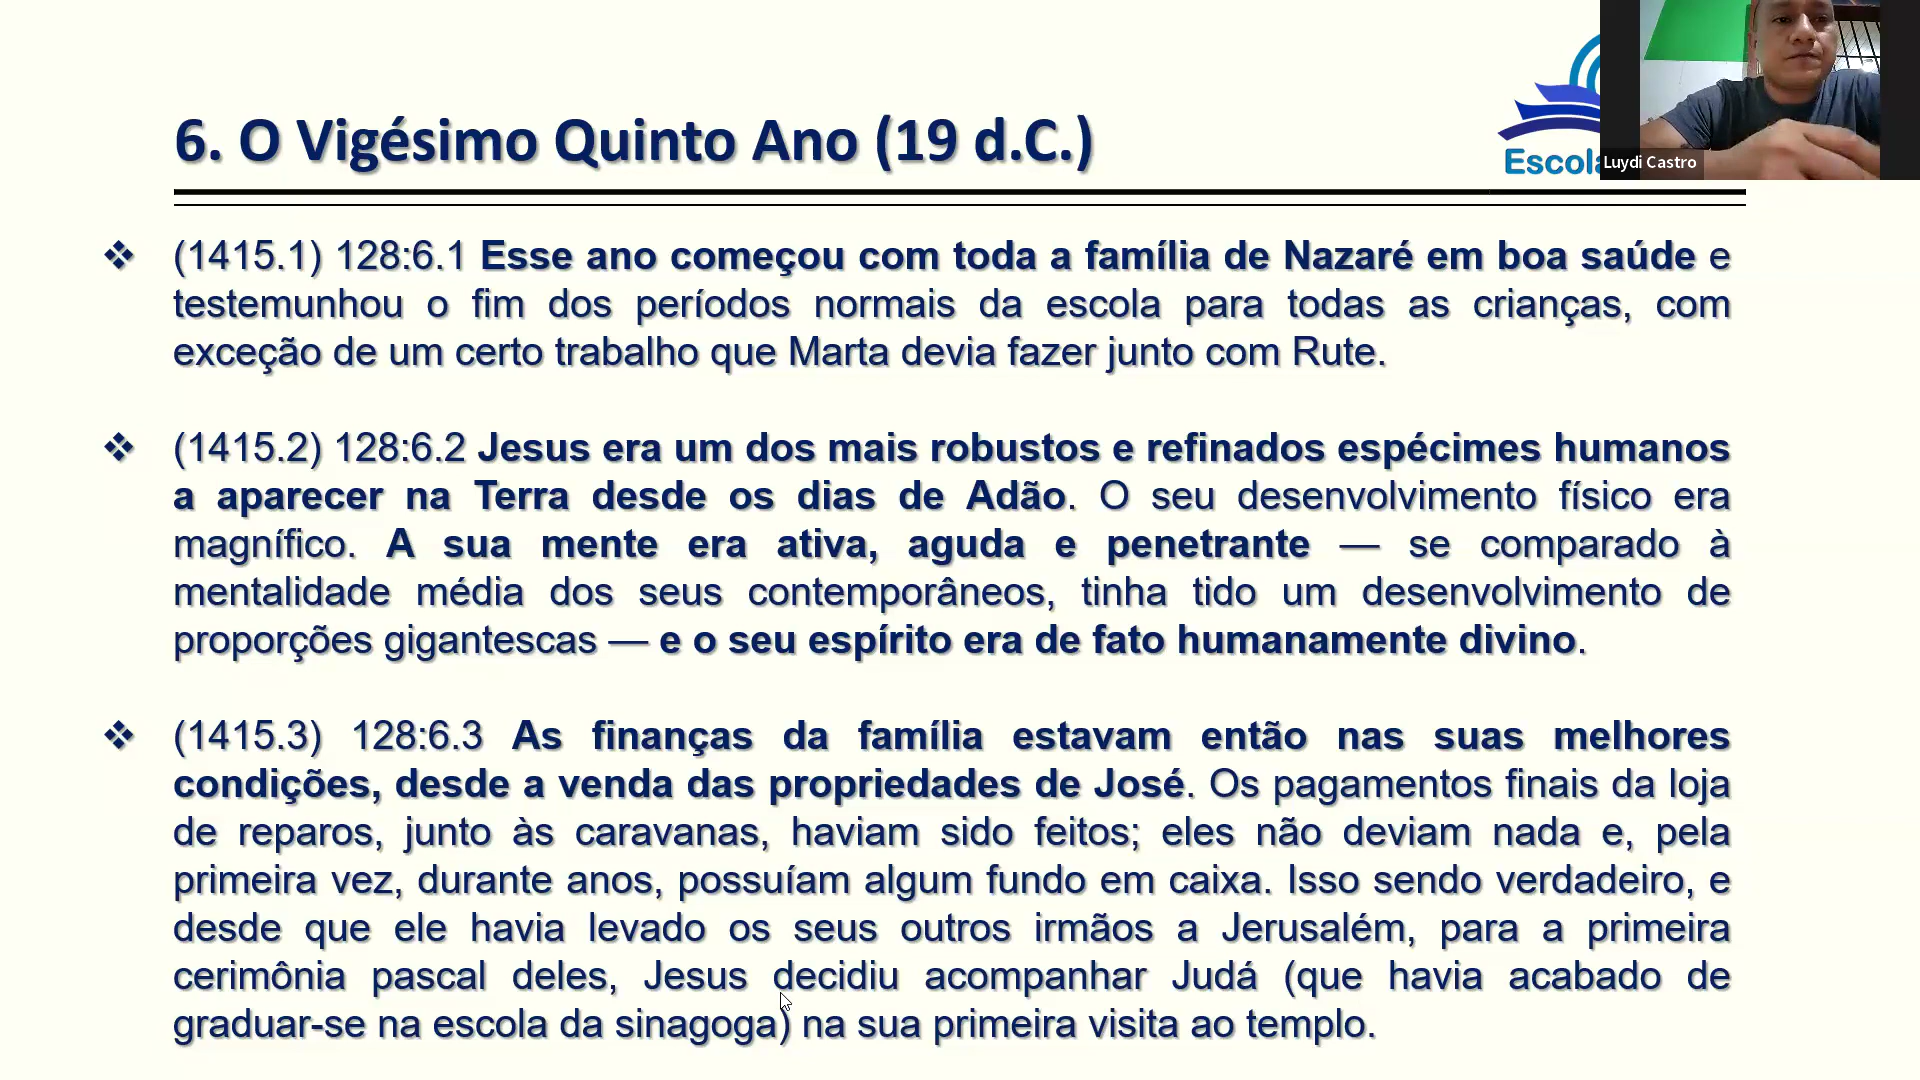 6. O Vigésimo Quinto Ano (19 d.C.)
Luydi Castro
❖ (1415.1) 128:6.1 Esse ano começou com toda a família de Nazaré em boa saúde e
testemunhou o fim dos períodos normais da escola para todas as crianças, com
exceção de um certo trabalho que Marta devia fazer junto com Rute.
❖ (1415.2) 128:6.2 Jesus era um dos mais robustos e refinados espécimes humanos
a aparecer na Terra desde os dias de Adão. O seu desenvolvimento físico era
magnífico. A sua mente era ativa, aguda e penetrante — se comparado à
mentalidade média dos seus contemporâneos, tinha tido um desenvolvimento de
proporções gigantescas — e o seu espírito era de fato humanamente divino.
❖ (1415.3) 128:6.3 As finanças da família estavam então nas suas melhores
condições, desde a venda das propriedades de José. Os pagamentos finais da loja
de reparos, junto às caravanas, haviam sido feitos; eles não deviam nada e, pela
primeira vez, durante anos, possuíam algum fundo em caixa. Isso sendo verdadeiro, e
desde que ele havia levado os seus outros irmãos a Jerusalém, para a primeira
cerimônia pascal deles, Jesus decidiu acompanhar Judá (que havia acabado de
graduar-se na escola da sinagoga) na sua primeira visita ao templo.